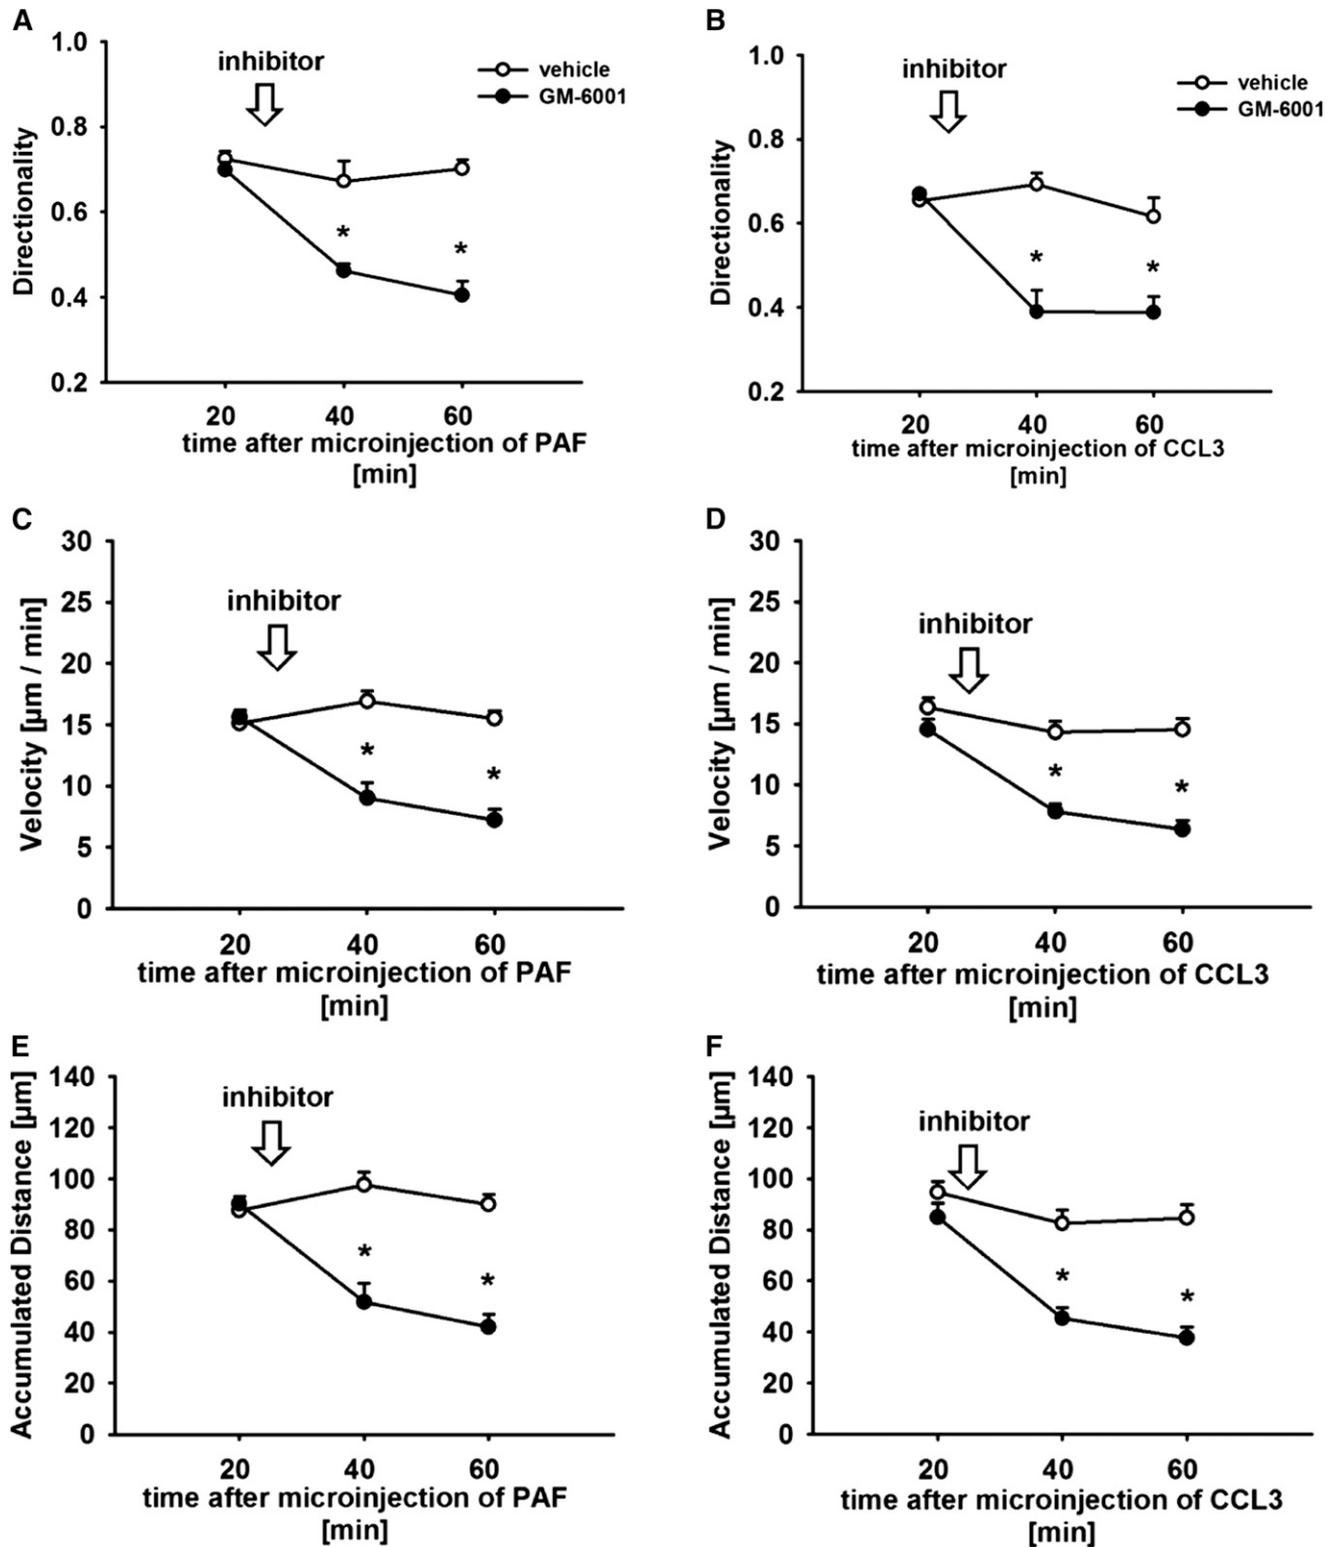 A
1.0
0.8
0.6
0.4
0.2
Directionality
inhibitor
vehicle
GM-6001
*
*
20 40 60
time after microinjection of PAF
[min]
B
1.0
0.8
0.6
0.4
0.2
Directionality
inhibitor
vehicle
GM-6001
*
*
20 40 60
time after microinjection of CCL3
[min]
C
30
25
20
15
10
5
0
Velocity [µm / min]
inhibitor
*
*
20 40 60
time after microinjection of PAF
[min]
D
30
25
20
15
10
5
0
Velocity [µm / min]
inhibitor
*
*
20 40 60
time after microinjection of CCL3
[min]
E
140
120
100
80
60
40
20
0
Accumulated Distance [µm]
inhibitor
*
*
20 40 60
time after microinjection of PAF
[min]
F
140
120
100
80
60
40
20
0
Accumulated Distance [µm]
inhibitor
*
*
20 40 60
time after microinjection of CCL3
[min]